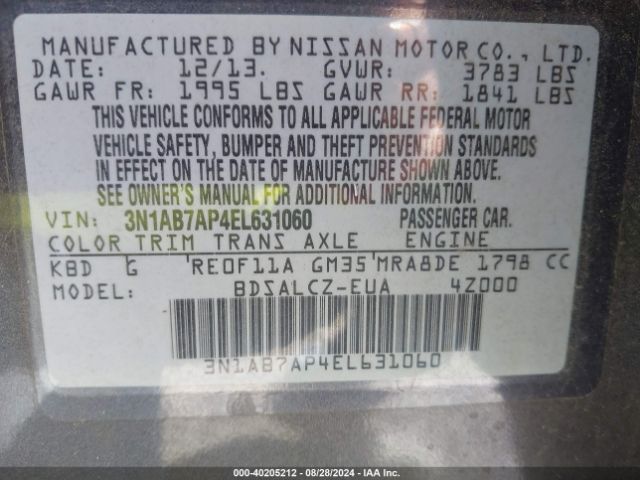 MANUFACTURED BY NISSAN MOTOR CO., LTD.
DATE: 12/13. GVWR: 3783 LBS
GAWR FR: 1995 LBS GAWR RR: 1841 LBS
THIS VEHICLE CONFORMS TO ALL APPLICABLE FEDERAL MOTOR
VEHICLE SAFETY, BUMPER AND THEFT PREVENTION STANDARDS
IN EFFECT ON THE DATE OF MANUFACTURE SHOWN ABOVE.
SEE OWNER'S MANUAL FOR ADDITIONAL INFORMATION.
VIN: 3N1AB7AP4EL631060 PASSENGER CAR.
COLOR TRIM TRANS AXLE ENGINE
KBD G RE0F11A GM35 MRA8DE 1798 CC
MODEL: BDSALCZ-EUA 4Z000
3N1AB7AP4EL631060
000-40205212 - 08/28/2024 - IAA Inc.